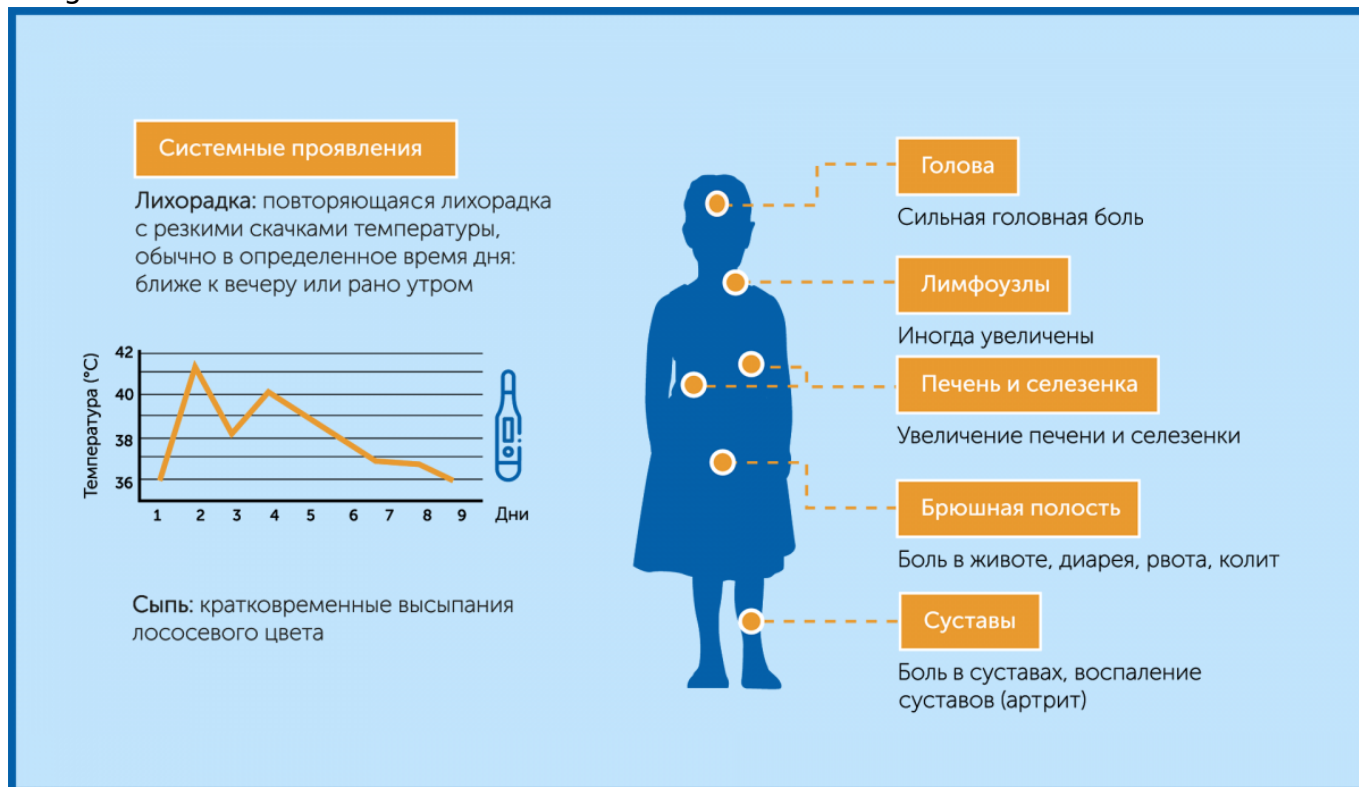 Системные проявления
Лихорадка: повторяющаяся лихорадка
с резкими скачками температуры,
обычно в определенное время дня:
ближе к вечеру или рано утром
Температура (°C)
42
40
38
36
1 2 3 4 5 6 7 8 9 Дни
Сыпь: кратковременные высыпания
лососевого цвета
Голова
Сильная головная боль
Лимфоузлы
Иногда увеличены
Печень и селезенка
Увеличение печени и селезенки
Брюшная полость
Боль в животе, диарея, рвота, колит
Суставы
Боль в суставах, воспаление
суставов (артрит)